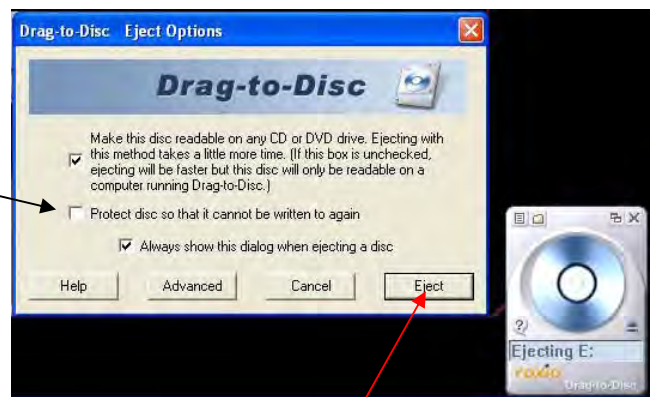 Drag-to-Disc Eject Options
Drag-to-Disc
Make this disc readable on any CD or DVD drive. Ejecting with
this method takes a little more time. (If this box is unchecked,
ejecting will be faster but this disc will only be readable on a
computer running Drag-to-Disc.)
Protect disc so that it cannot be written to again
Always show this dialog when ejecting a disc
Help
Advanced
Cancel
Eject
?
Ejecting E:
roxio
Drag-to-Disc